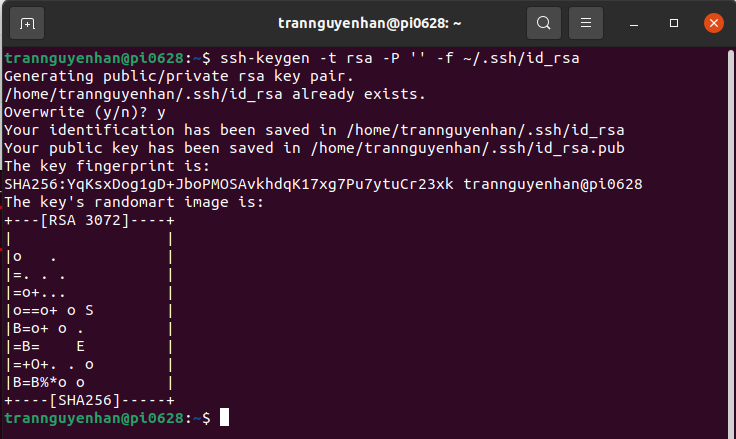 trannguyenhan@pi0628: ~
trannguyenhan@pi0628:~$ ssh-keygen -t rsa -P '' -f ~/.ssh/id_rsa
Generating public/private rsa key pair.
/home/trannguyenhan/.ssh/id_rsa already exists.
Overwrite (y/n)? y
Your identification has been saved in /home/trannguyenhan/.ssh/id_rsa
Your public key has been saved in /home/trannguyenhan/.ssh/id_rsa.pub
The key fingerprint is:
SHA256:YqKsxDog1gD+JboPMOSAvkhdqK17xg7Pu7ytuCr23xk trannguyenhan@pi0628
The key's randomart image is:
+---[RSA 3072]----+
|                 |
|o   .            |
|=. . .           |
|=o+...           |
|o==o+ o S        |
|B=o+ o .         |
|=B=    E         |
|=+O+. . o        |
|B=B%*o o         |
+----[SHA256]-----+
trannguyenhan@pi0628:~$